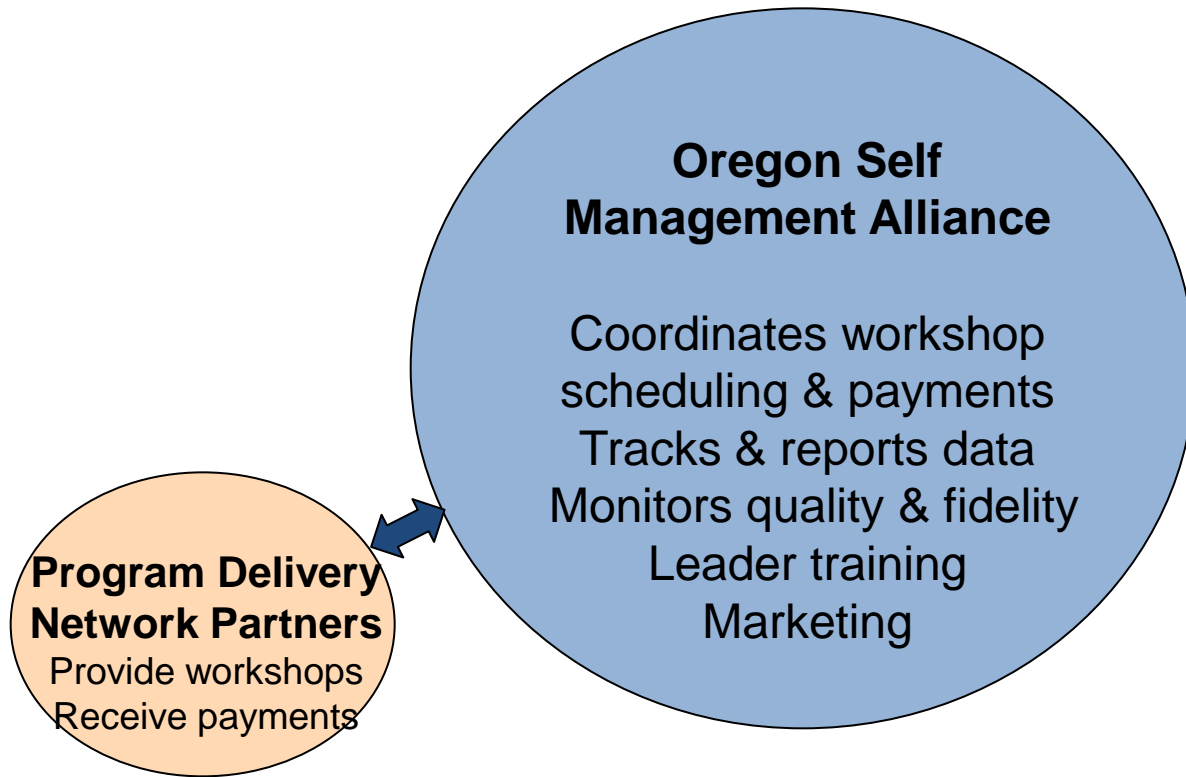 Oregon Self
Management Alliance
Coordinates workshop
scheduling & payments
Tracks & reports data
Monitors quality & fidelity
Leader training
Marketing
Program Delivery
Network Partners
Provide workshops
Receive payments